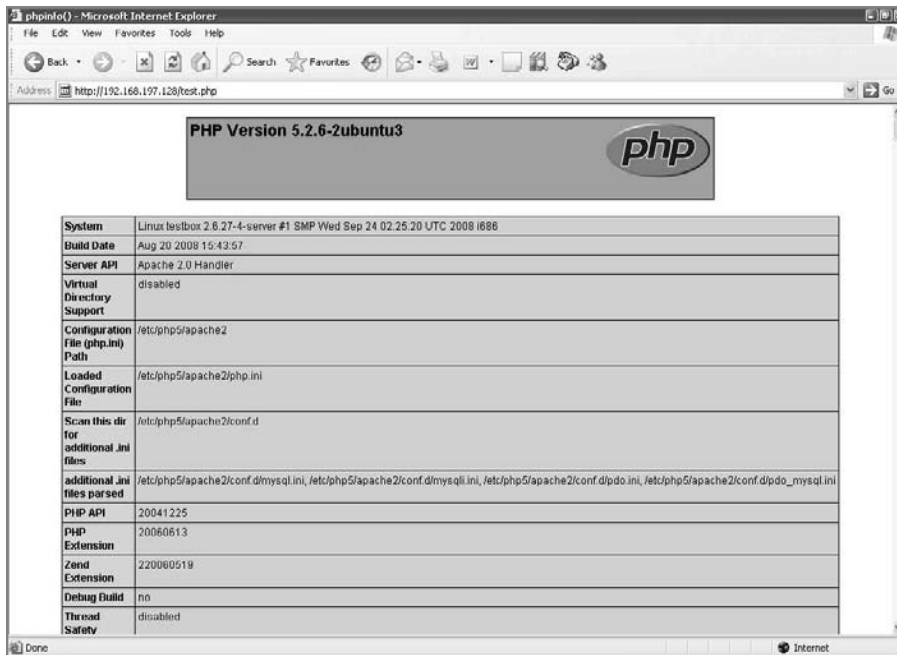 phpinfo() - Microsoft Internet Explorer
File Edit View Favorites Tools Help
Back Search Favorites
Address http://192.168.197.128/test.php Go
PHP Version 5.2.6-2ubuntu3
php
System Linux testbox 2.6.27-4-server #1 SMP Wed Sep 24 02:25:20 UTC 2008 i686
Build Date Aug 20 2008 15:43:57
Server API Apache 2.0 Handler
Virtual disabled
Directory
Support
Configuration /etc/php5/apache2
File (php.ini)
Path
Loaded /etc/php5/apache2/php.ini
Configuration
File
Scan this dir /etc/php5/apache2/conf.d
for
additional .ini
files
additional .ini /etc/php5/apache2/conf.d/mysql.ini, /etc/php5/apache2/conf.d/mysqli.ini, /etc/php5/apache2/conf.d/pdo.ini, /etc/php5/apache2/conf.d/pdo_mysql.ini
files parsed
PHP API 20041225
PHP 20060613
Extension
Zend 220060519
Extension
Debug Build no
Thread disabled
Safety
Done Internet